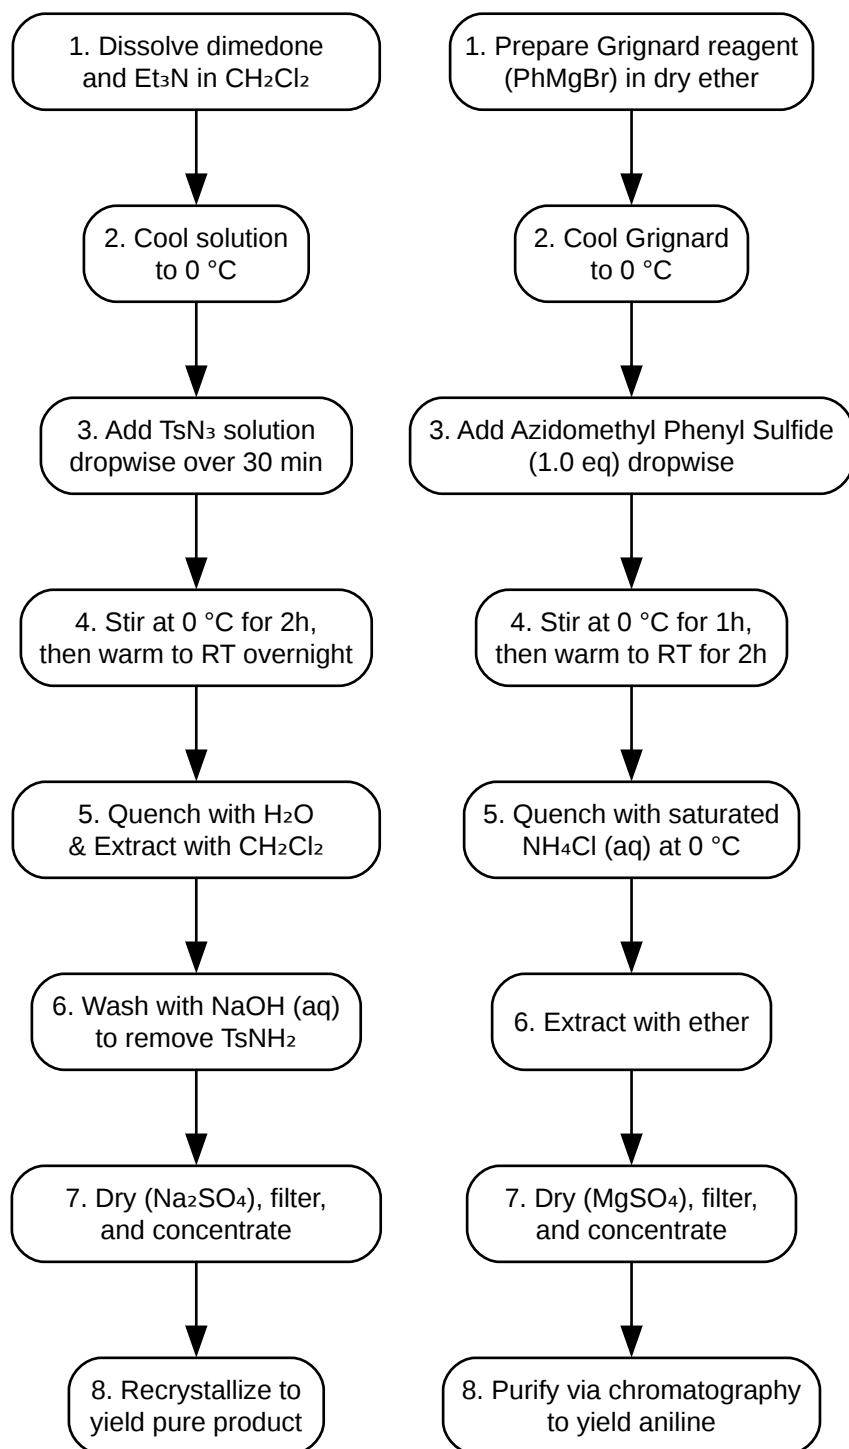 1. Dissolve dimedone
and Et₃N in CH₂Cl₂
2. Cool solution
to 0 °C
3. Add TsN₃ solution
dropwise over 30 min
4. Stir at 0 °C for 2h,
then warm to RT overnight
5. Quench with H₂O
& Extract with CH₂Cl₂
6. Wash with NaOH (aq)
to remove TsNH₂
7. Dry (Na₂SO₄), filter,
and concentrate
8. Recrystallize to
yield pure product
1. Prepare Grignard reagent
(PhMgBr) in dry ether
2. Cool Grignard
to 0 °C
3. Add Azidomethyl Phenyl Sulfide
(1.0 eq) dropwise
4. Stir at 0 °C for 1h,
then warm to RT for 2h
5. Quench with saturated
NH₄Cl (aq) at 0 °C
6. Extract with ether
7. Dry (MgSO₄), filter,
and concentrate
8. Purify via chromatography
to yield aniline